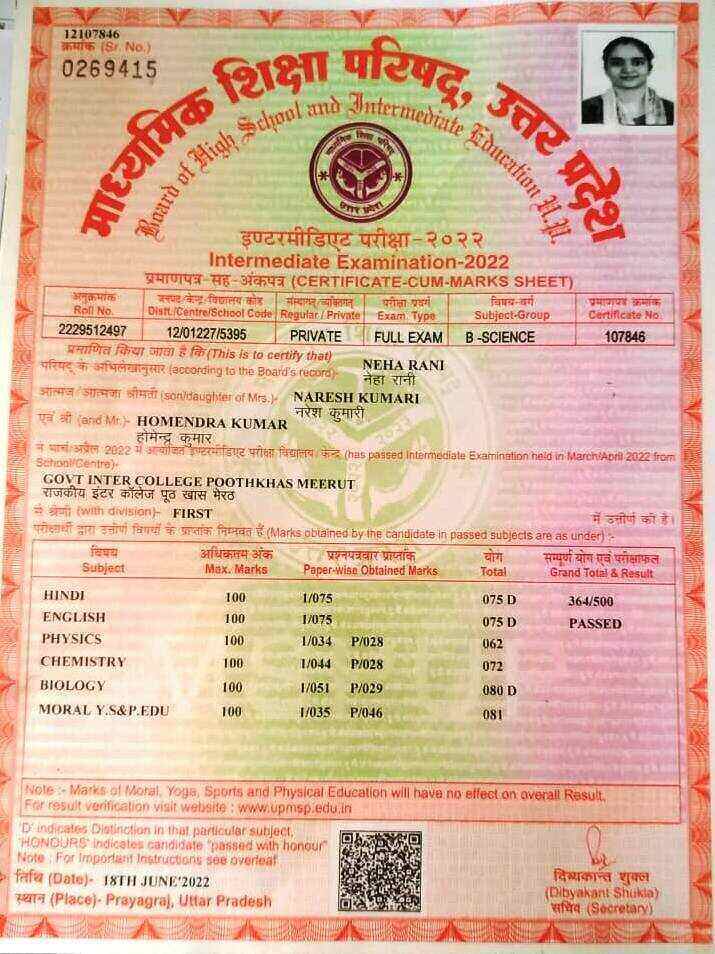 12107846
क्रमांक (Sr. No.)
0269415
माध्यमिक शिक्षा परिषद्, उत्तर प्रदेश
Board of High School and Intermediate Education U.P.
इण्टरमीडिएट परीक्षा-२०२२
Intermediate Examination-2022
प्रमाणपत्र-सह-अंकपत्र (CERTIFICATE-CUM-MARKS SHEET)
अनुक्रमांक जनपद/केन्द्र/विद्यालय कोड संस्थागत/व्यक्तिगत परीक्षा प्रवर्ग विषय-वर्ग प्रमाणपत्र क्रमांक
Roll No. Distt./Centre/School Code Regular / Private Exam. Type Subject-Group Certificate No.
2229512497 12/01227/5395 PRIVATE FULL EXAM B -SCIENCE 107846
प्रमाणित किया जाता है कि (This is to certify that)
परिषद् के अभिलेखानुसार (according to the Board's record)- NEHA RANI
नेहा रानी
आत्मज/आत्मजा श्रीमती (son/daughter of Mrs.)- NARESH KUMARI
नरेश कुमारी
एवं श्री (and Mr.)- HOMENDRA KUMAR
होमेन्द्र कुमार
ने मार्च/अप्रैल 2022 में आयोजित इण्टरमीडिएट परीक्षा विद्यालय/केन्द्र (has passed Intermediate Examination held in March/April 2022 from
School/Centre)-
GOVT INTER COLLEGE POOTHKHAS MEERUT
राजकीय इंटर कॉलेज पूठ खास मेरठ
से श्रेणी (with division)- FIRST में उत्तीर्ण की है।
परीक्षार्थी द्वारा उत्तीर्ण विषयों के प्राप्तांक निम्नवत् हैं (Marks obtained by the candidate in passed subjects are as under) :-
विषय अधिकतम अंक प्रश्नपत्रवार प्राप्तांक योग सम्पूर्ण योग एवं परीक्षाफल
Subject Max. Marks Paper-wise Obtained Marks Total Grand Total & Result
HINDI 100 1/075 075 D 364/500
ENGLISH 100 1/075 075 D PASSED
PHYSICS 100 1/034 P/028 062
CHEMISTRY 100 1/044 P/028 072
BIOLOGY 100 1/051 P/029 080 D
MORAL Y.S&P.EDU 100 1/035 P/046 081
Note :- Marks of Moral, Yoga, Sports and Physical Education will have no effect on overall Result.
For result verification visit website : www.upmsp.edu.in
'D' indicates Distinction in that particular subject,
'HONOURS' indicates candidate "passed with honour"
Note : For Important Instructions see overleaf
तिथि (Date)- 18TH JUNE'2022
स्थान (Place)- Prayagraj, Uttar Pradesh
दिव्यकान्त शुक्ल
(Dibyakant Shukla)
सचिव (Secretary)